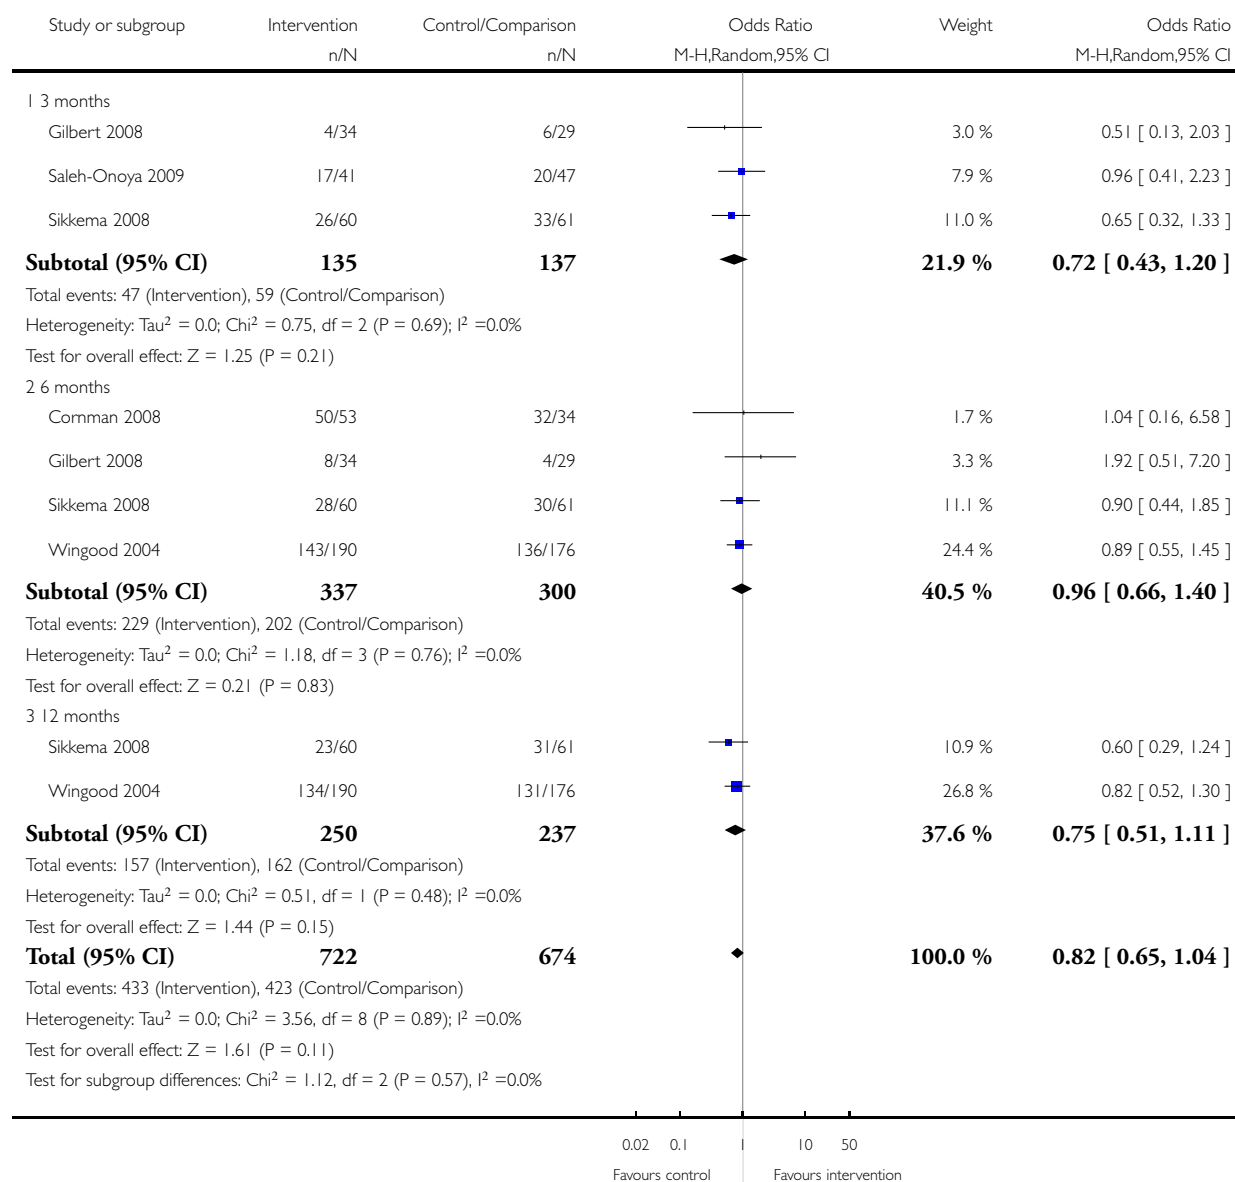 Study or subgroup Intervention Control/Comparison Odds Ratio Weight Odds Ratio
n/N n/N M-H,Random,95% CI M-H,Random,95% CI
1 3 months
Gilbert 2008 4/34 6/29 3.0 % 0.51 [ 0.13, 2.03 ]
Saleh-Onoya 2009 17/41 20/47 7.9 % 0.96 [ 0.41, 2.23 ]
Sikkema 2008 26/60 33/61 11.0 % 0.65 [ 0.32, 1.33 ]
Subtotal (95% CI) 135 137 21.9 % 0.72 [ 0.43, 1.20 ]
Total events: 47 (Intervention), 59 (Control/Comparison)
Heterogeneity: Tau² = 0.0; Chi² = 0.75, df = 2 (P = 0.69); I² =0.0%
Test for overall effect: Z = 1.25 (P = 0.21)
2 6 months
Cornman 2008 50/53 32/34 1.7 % 1.04 [ 0.16, 6.58 ]
Gilbert 2008 8/34 4/29 3.3 % 1.92 [ 0.51, 7.20 ]
Sikkema 2008 28/60 30/61 11.1 % 0.90 [ 0.44, 1.85 ]
Wingood 2004 143/190 136/176 24.4 % 0.89 [ 0.55, 1.45 ]
Subtotal (95% CI) 337 300 40.5 % 0.96 [ 0.66, 1.40 ]
Total events: 229 (Intervention), 202 (Control/Comparison)
Heterogeneity: Tau² = 0.0; Chi² = 1.18, df = 3 (P = 0.76); I² =0.0%
Test for overall effect: Z = 0.21 (P = 0.83)
3 12 months
Sikkema 2008 23/60 31/61 10.9 % 0.60 [ 0.29, 1.24 ]
Wingood 2004 134/190 131/176 26.8 % 0.82 [ 0.52, 1.30 ]
Subtotal (95% CI) 250 237 37.6 % 0.75 [ 0.51, 1.11 ]
Total events: 157 (Intervention), 162 (Control/Comparison)
Heterogeneity: Tau² = 0.0; Chi² = 0.51, df = 1 (P = 0.48); I² =0.0%
Test for overall effect: Z = 1.44 (P = 0.15)
Total (95% CI) 722 674 100.0 % 0.82 [ 0.65, 1.04 ]
Total events: 433 (Intervention), 423 (Control/Comparison)
Heterogeneity: Tau² = 0.0; Chi² = 3.56, df = 8 (P = 0.89); I² =0.0%
Test for overall effect: Z = 1.61 (P = 0.11)
Test for subgroup differences: Chi² = 1.12, df = 2 (P = 0.57), I² =0.0%
0.02 0.1 1 10 50
Favours control Favours intervention